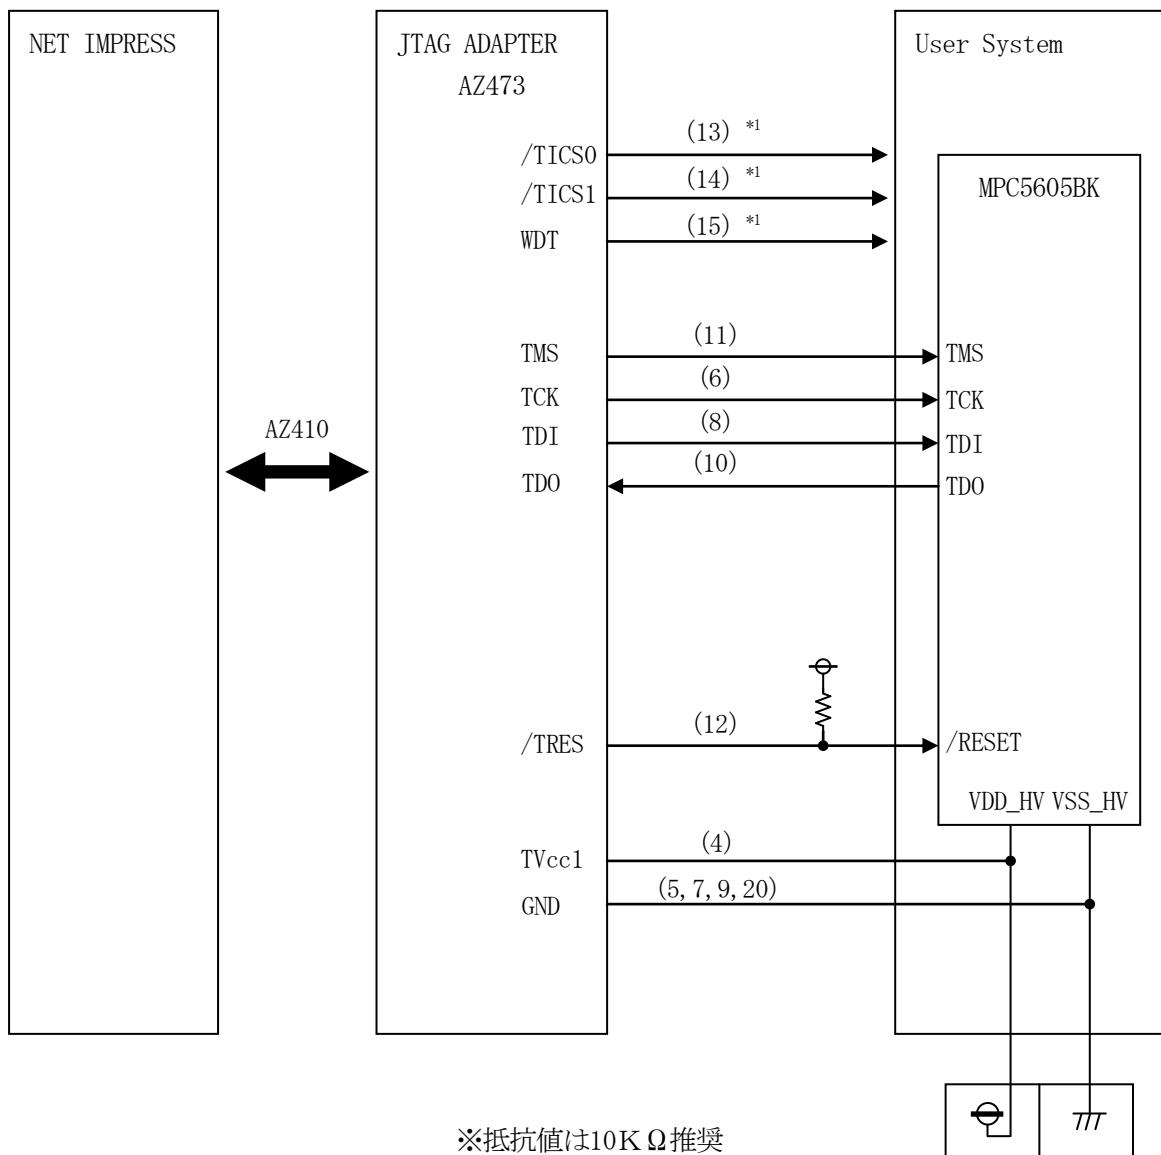 NET IMPRESS
JTAG ADAPTER
AZ473
User System
MPC5605BK
/TICS0
(13) *1
/TICS1
(14) *1
WDT
(15) *1
TMS
(11)
TMS
TCK
(6)
TCK
TDI
(8)
TDI
TDO
(10)
TDO
AZ410
/TRES
(12)
/RESET
VDD_HV VSS_HV
TVcc1
(4)
GND
(5,7,9,20)
※抵抗値は10KΩ推奨